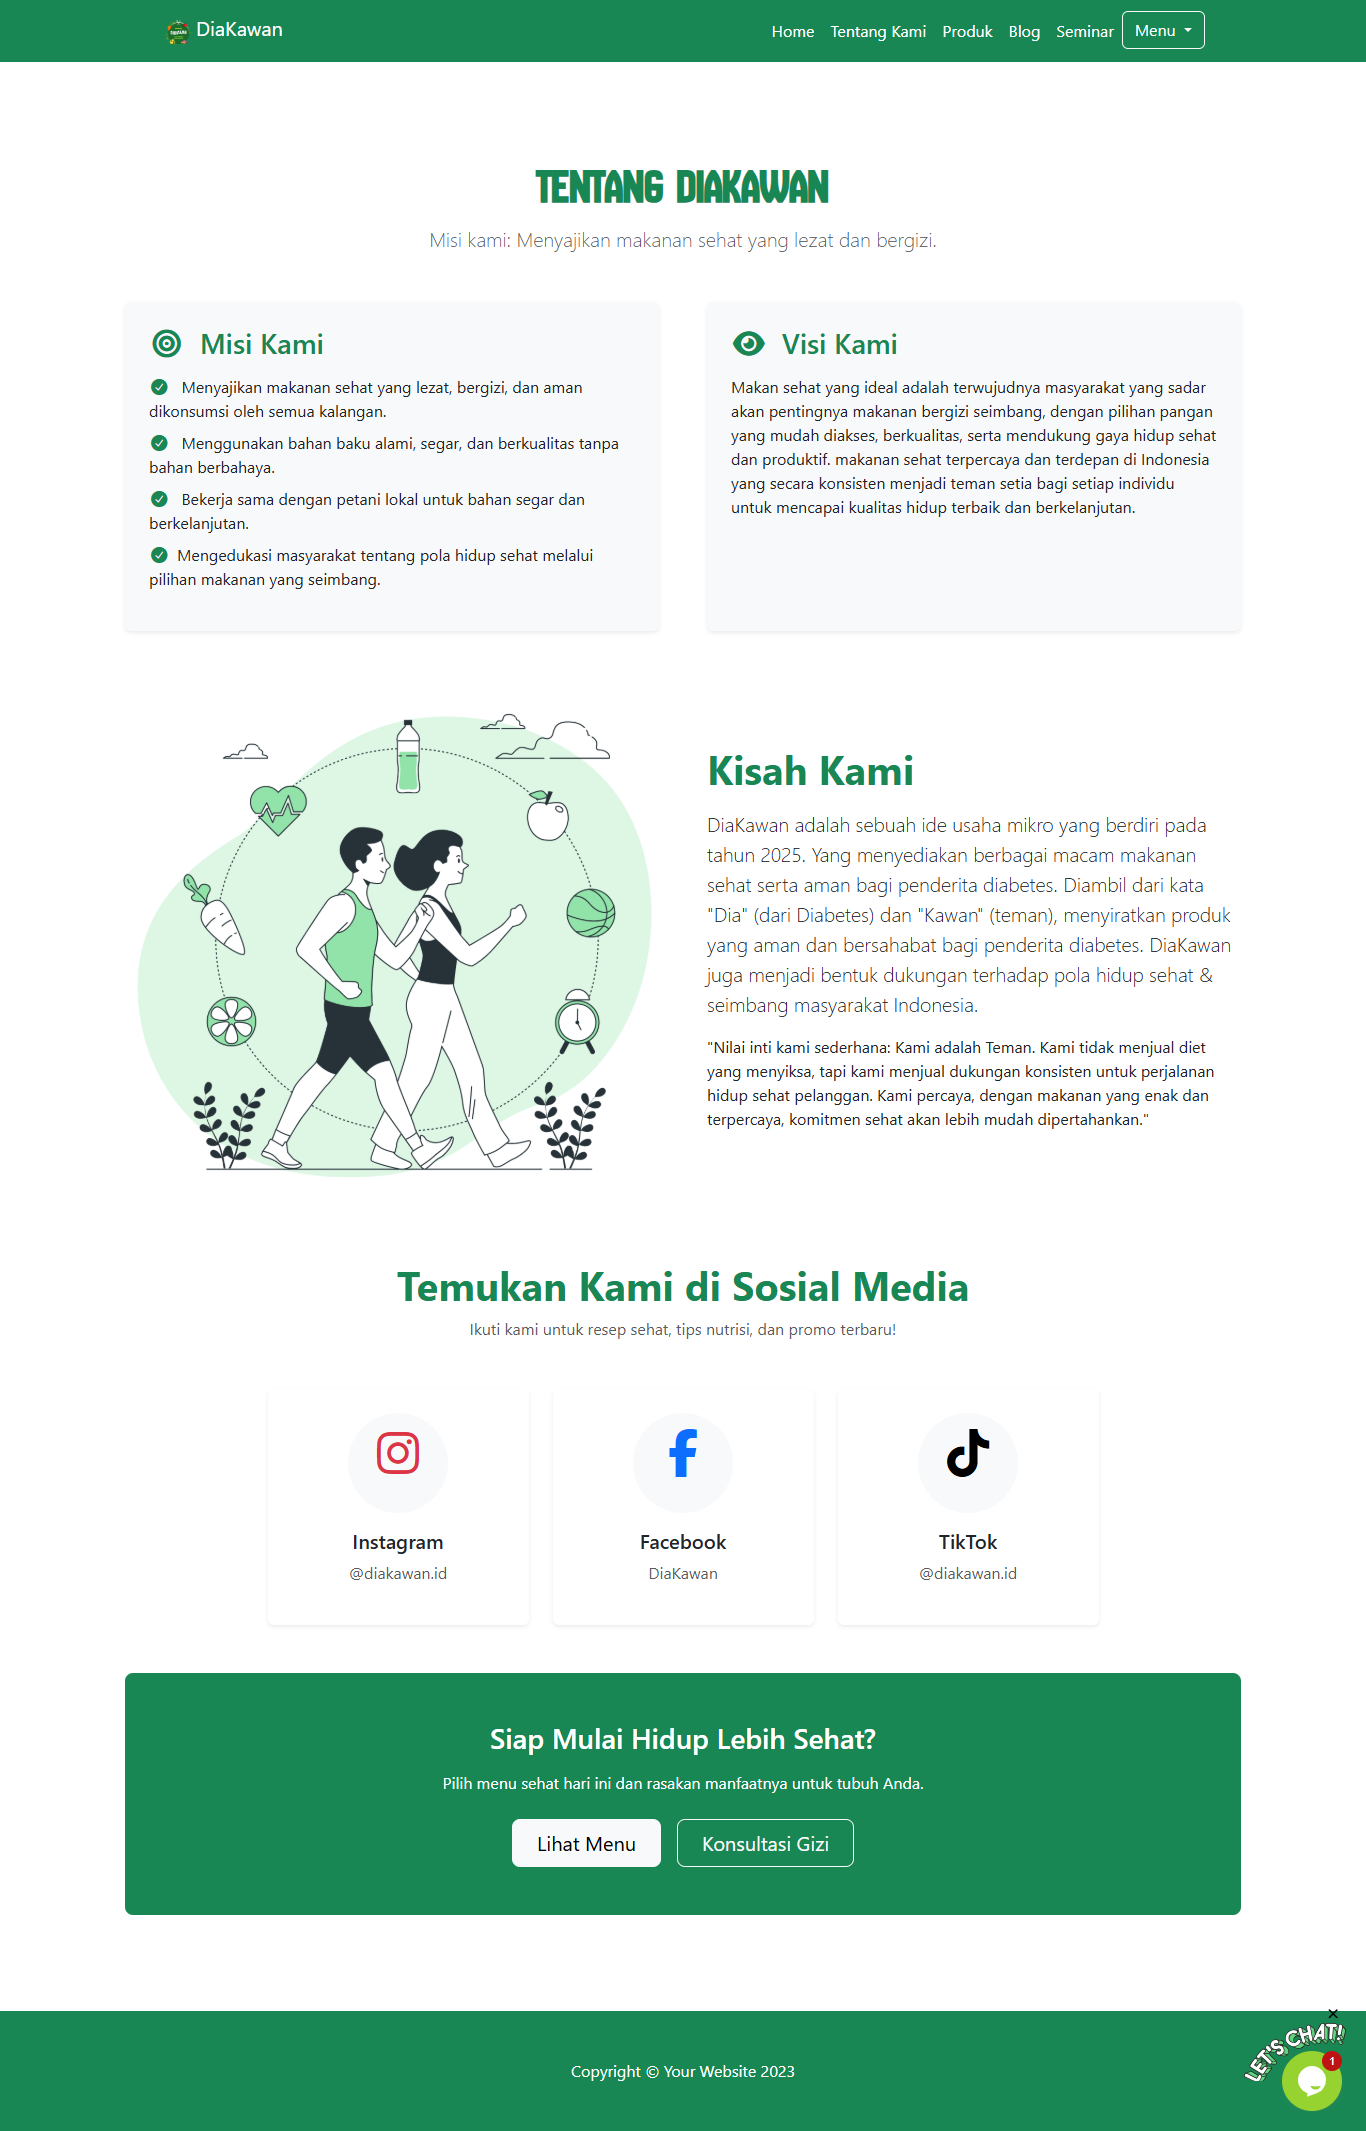 DiaKawan
Home Tentang Kami Produk Blog Seminar Menu
TENTANG DIAKAWAN
Misi kami: Menyajikan makanan sehat yang lezat dan bergizi.
Misi Kami
Menyajikan makanan sehat yang lezat, bergizi, dan aman
dikonsumsi oleh semua kalangan.
Menggunakan bahan baku alami, segar, dan berkualitas tanpa
bahan berbahaya.
Bekerja sama dengan petani lokal untuk bahan segar dan
berkelanjutan.
Mengedukasi masyarakat tentang pola hidup sehat melalui
pilihan makanan yang seimbang.
Visi Kami
Makan sehat yang ideal adalah terwujudnya masyarakat yang sadar
akan pentingnya makanan bergizi seimbang, dengan pilihan pangan
yang mudah diakses, berkualitas, serta mendukung gaya hidup sehat
dan produktif. makanan sehat terpercaya dan terdepan di Indonesia
yang secara konsisten menjadi teman setia bagi setiap individu
untuk mencapai kualitas hidup terbaik dan berkelanjutan.
Kisah Kami
DiaKawan adalah sebuah ide usaha mikro yang berdiri pada
tahun 2025. Yang menyediakan berbagai macam makanan
sehat serta aman bagi penderita diabetes. Diambil dari kata
"Dia" (dari Diabetes) dan "Kawan" (teman), menyiratkan produk
yang aman dan bersahabat bagi penderita diabetes. DiaKawan
juga menjadi bentuk dukungan terhadap pola hidup sehat &
seimbang masyarakat Indonesia.
"Nilai inti kami sederhana: Kami adalah Teman. Kami tidak menjual diet
yang menyiksa, tapi kami menjual dukungan konsisten untuk perjalanan
hidup sehat pelanggan. Kami percaya, dengan makanan yang enak dan
terpercaya, komitmen sehat akan lebih mudah dipertahankan."
Temukan Kami di Sosial Media
Ikuti kami untuk resep sehat, tips nutrisi, dan promo terbaru!
Instagram
@diakawan.id
Facebook
DiaKawan
TikTok
@diakawan.id
Siap Mulai Hidup Lebih Sehat?
Pilih menu sehat hari ini dan rasakan manfaatnya untuk tubuh Anda.
Lihat Menu
Konsultasi Gizi
Copyright © Your Website 2023
LET'S CHAT!
1